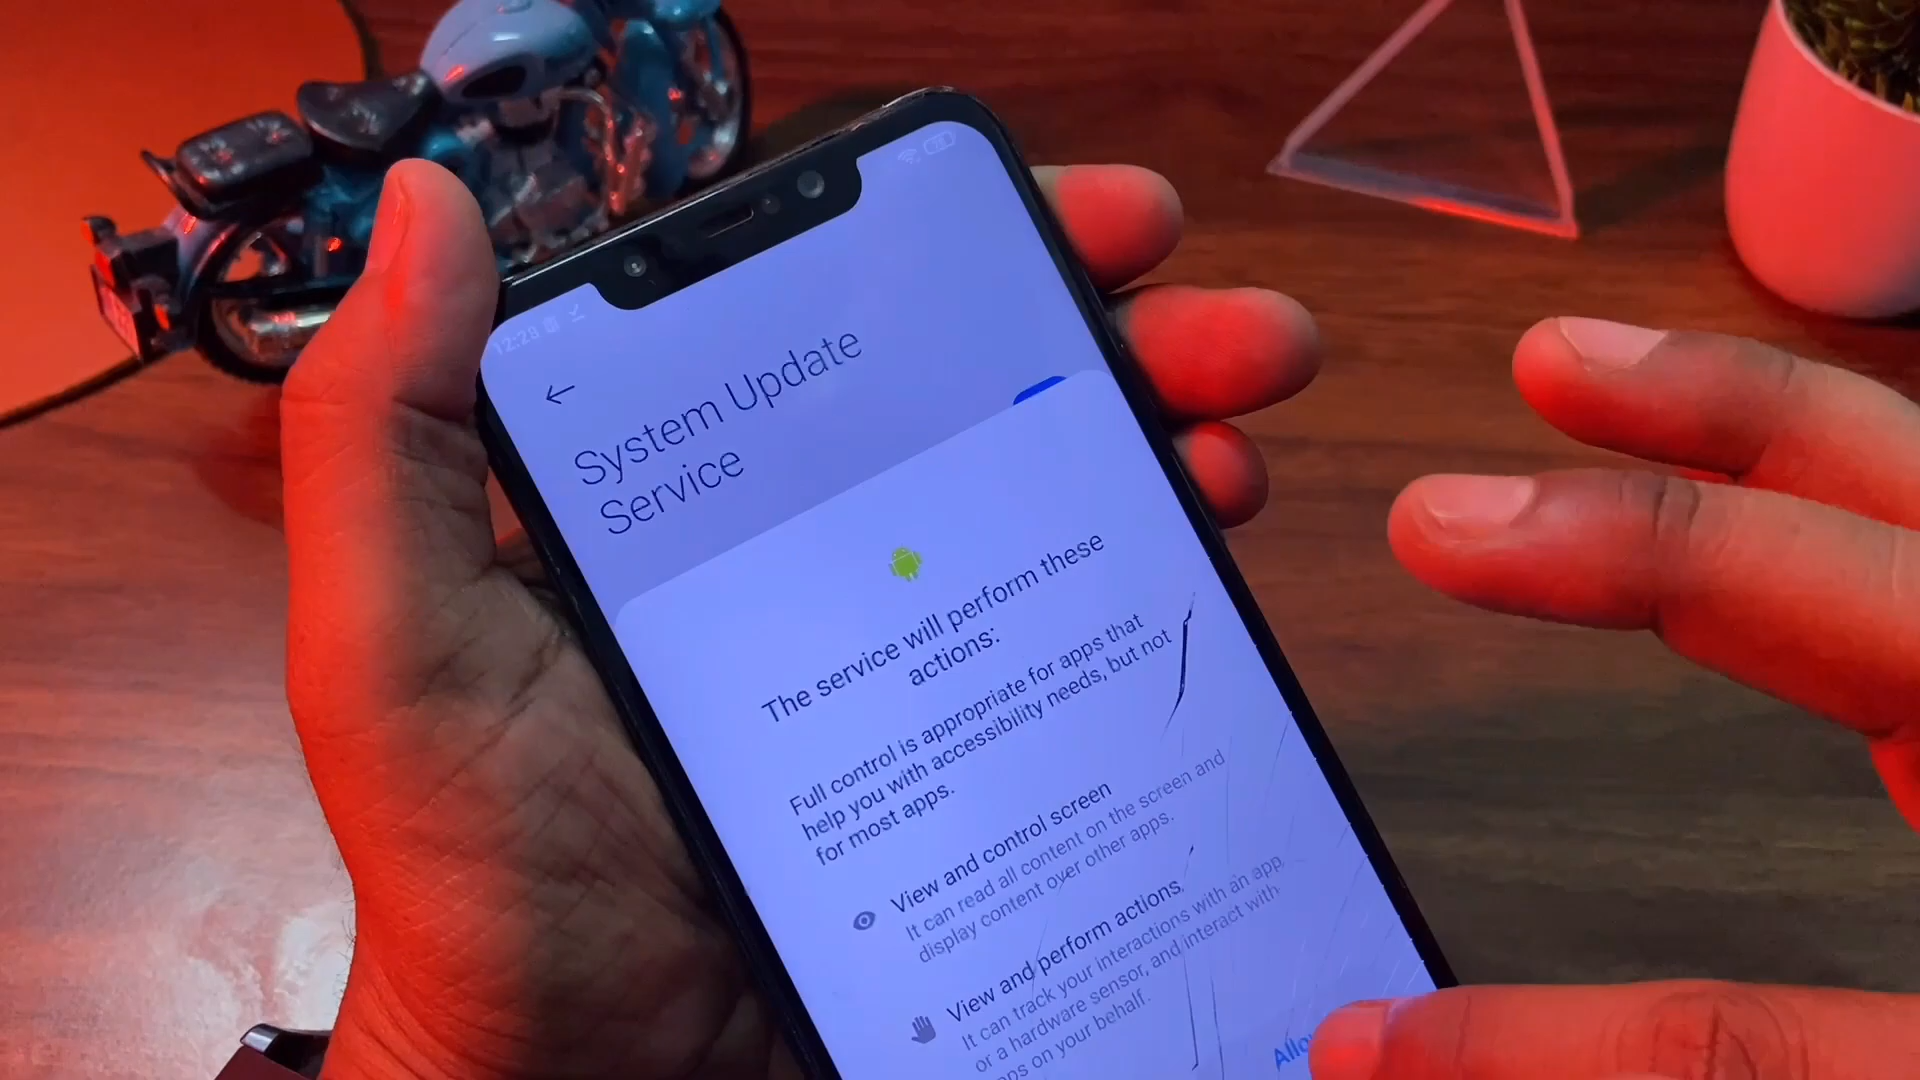 12:29
System Update
Service
The service will perform these
actions:
Full control is appropriate for apps that
help you with accessibility needs, but not
for most apps.
View and control screen
It can read all content on the screen and
display content over other apps.
View and perform actions
It can track your interactions with an app
or a hardware sensor, and interact with
on your behalf.